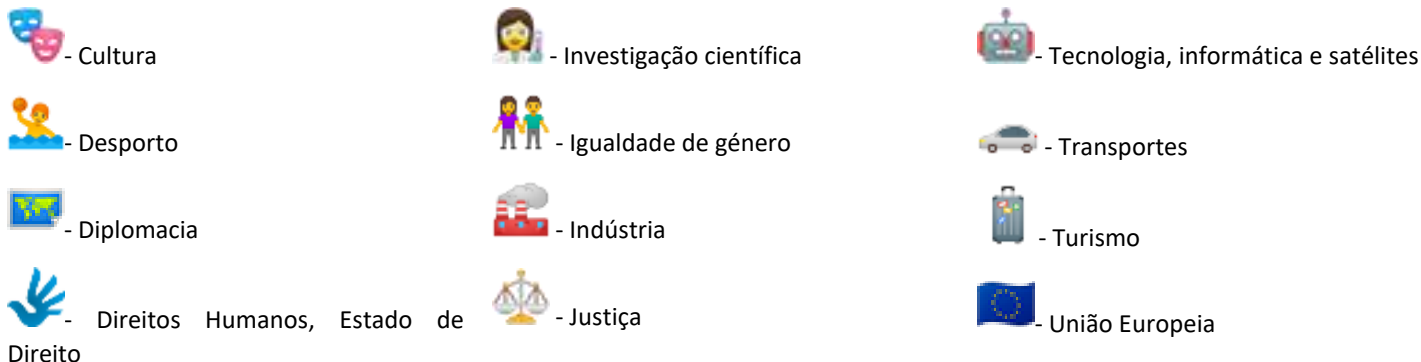 - Cultura
- Desporto
- Diplomacia
- Direitos Humanos, Estado de
Direito
- Investigação científica
- Igualdade de género
- Indústria
- Justiça
- Tecnologia, informática e satélites
- Transportes
- Turismo
- União Europeia